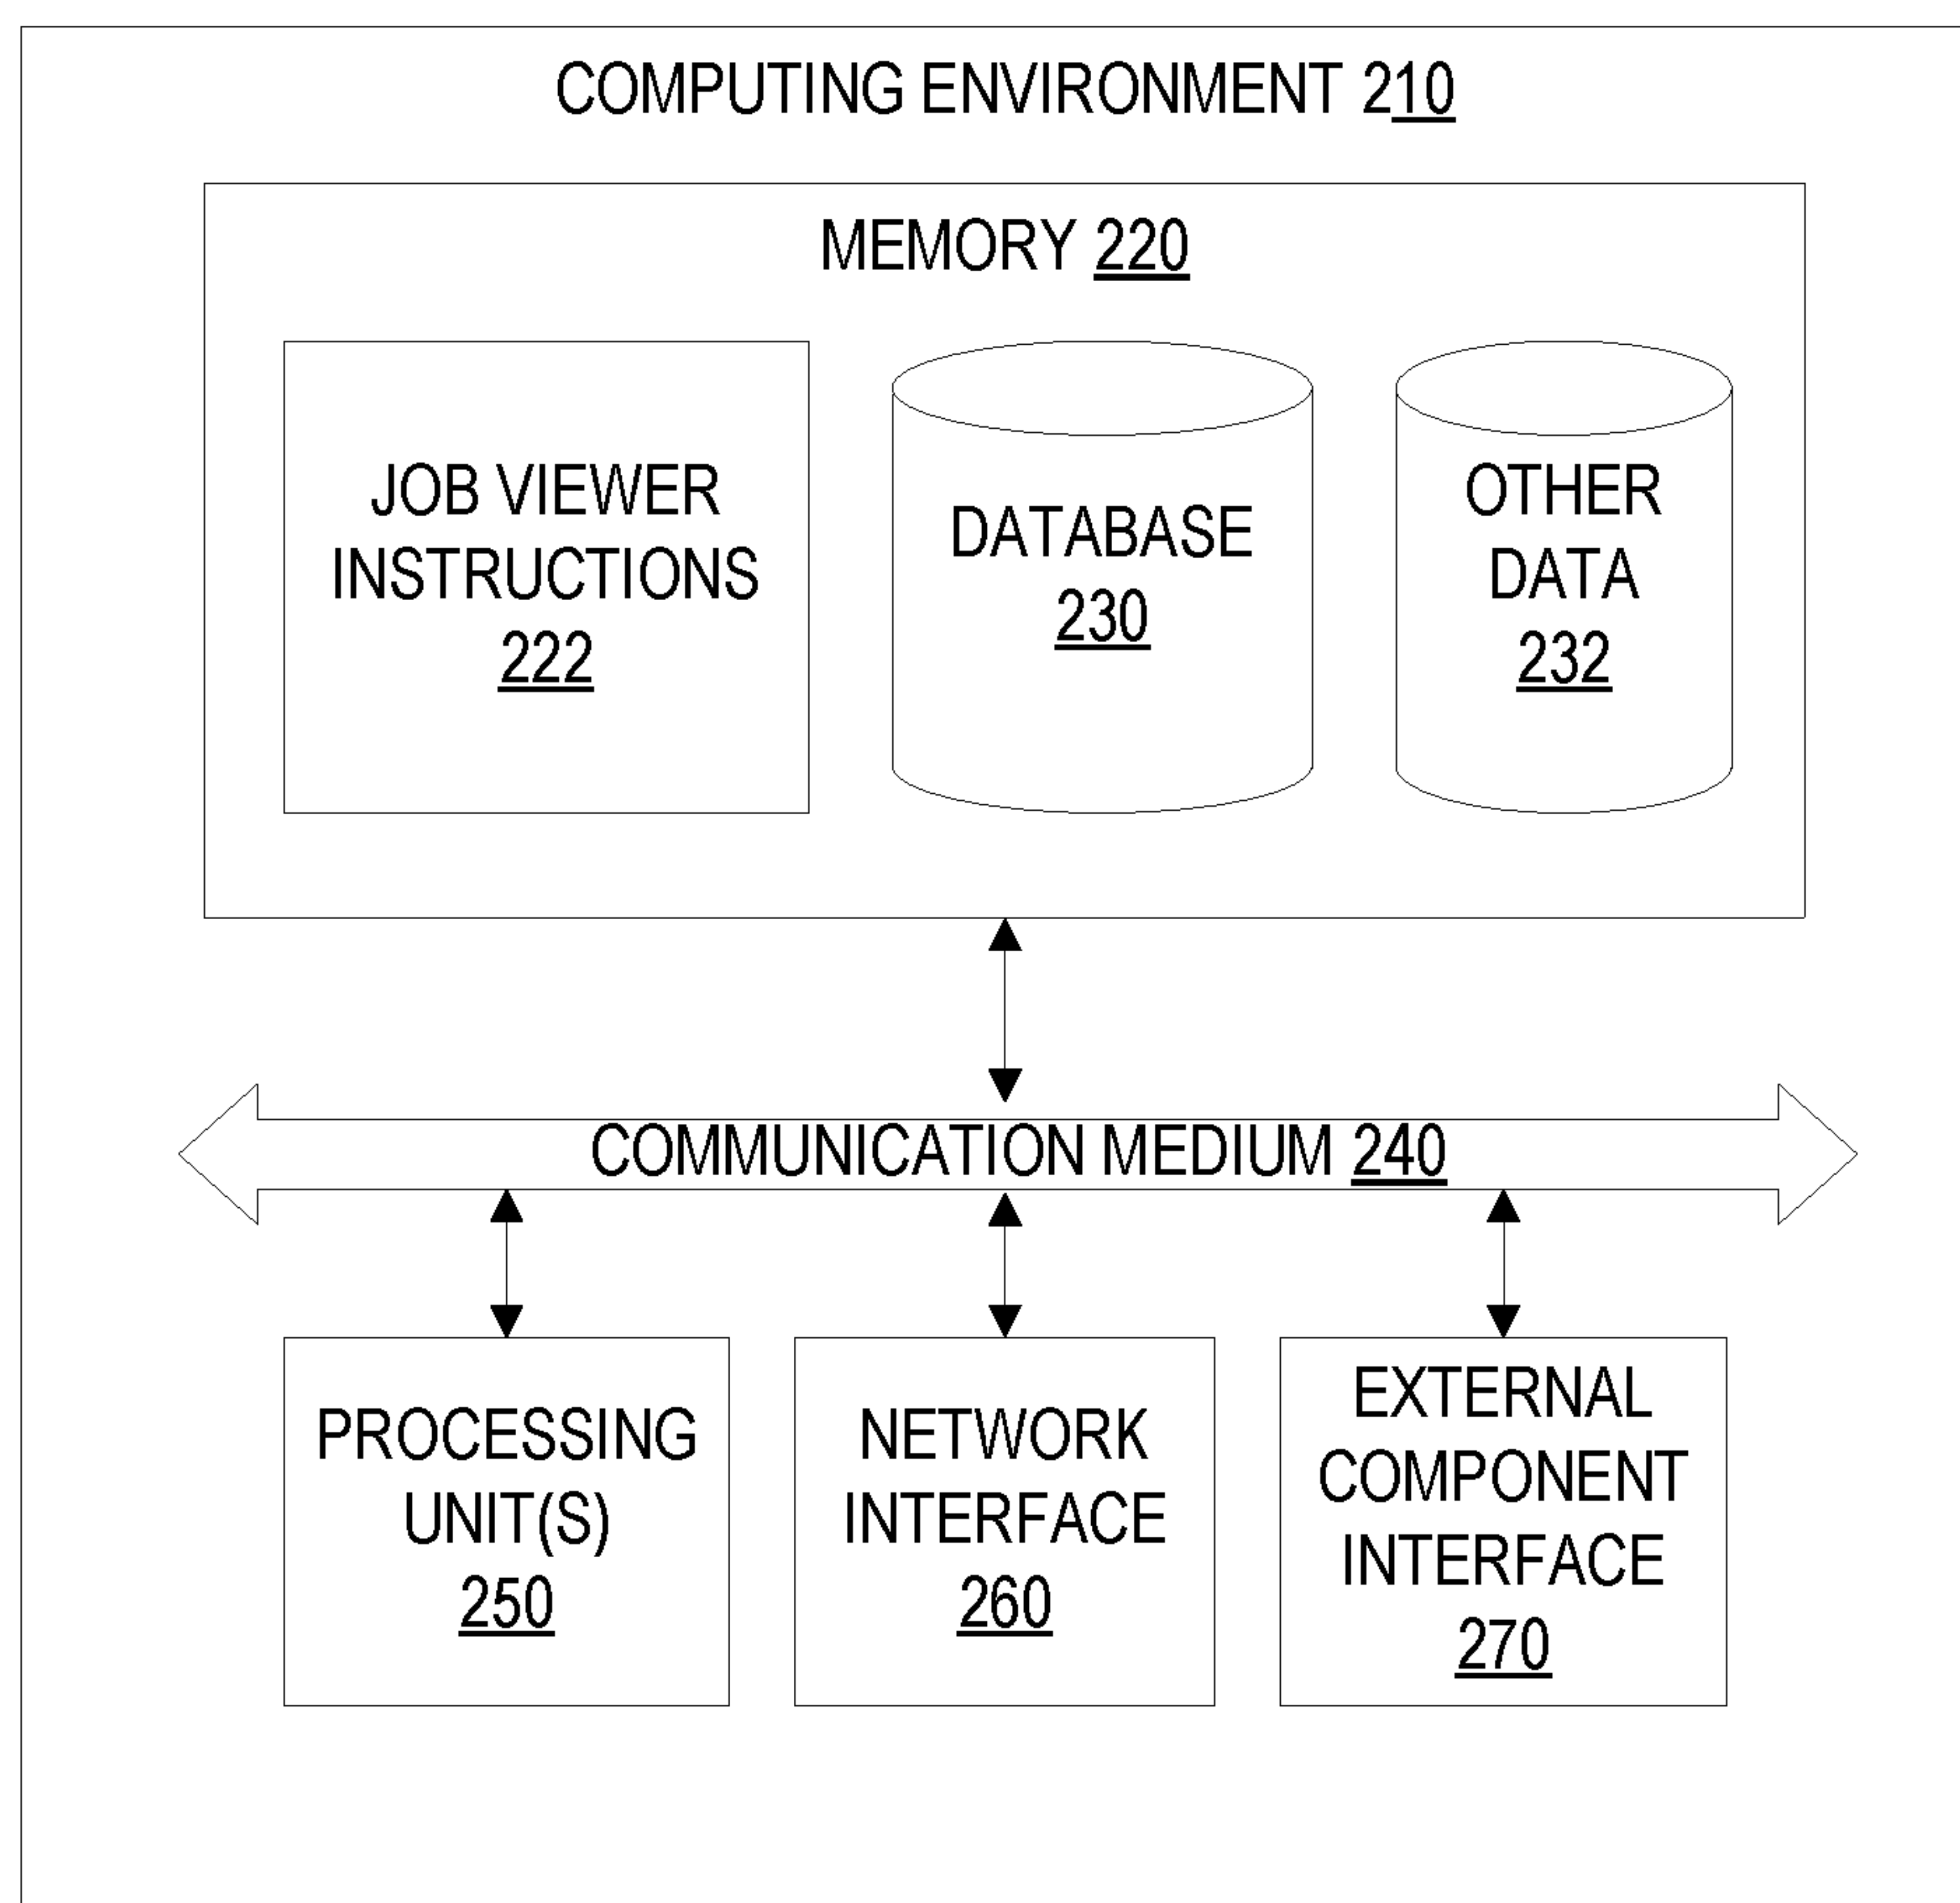 COMPUTING ENVIRONMENT 210
MEMORY 220
JOB VIEWER
INSTRUCTIONS
222
DATABASE
230
OTHER
DATA
232
COMMUNICATION MEDIUM 240
PROCESSING
UNIT(S)
250
NETWORK
INTERFACE
260
EXTERNAL
COMPONENT
INTERFACE
270